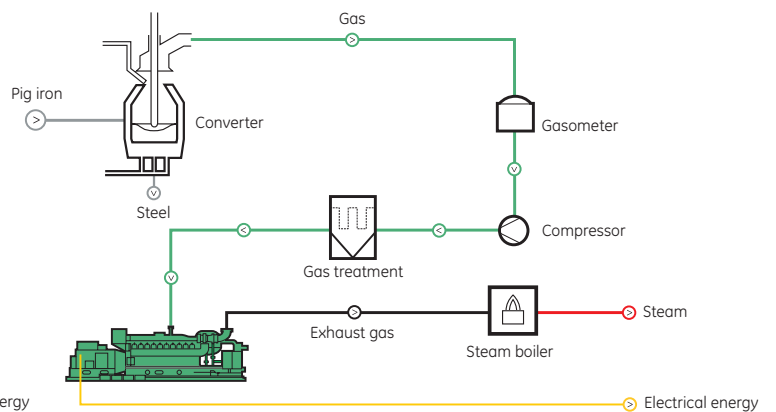 Gas
Pig iron
Converter
Gasometer
Steel
Compressor
Gas treatment
Steam
Exhaust gas
Steam boiler
ergy
Electrical energy